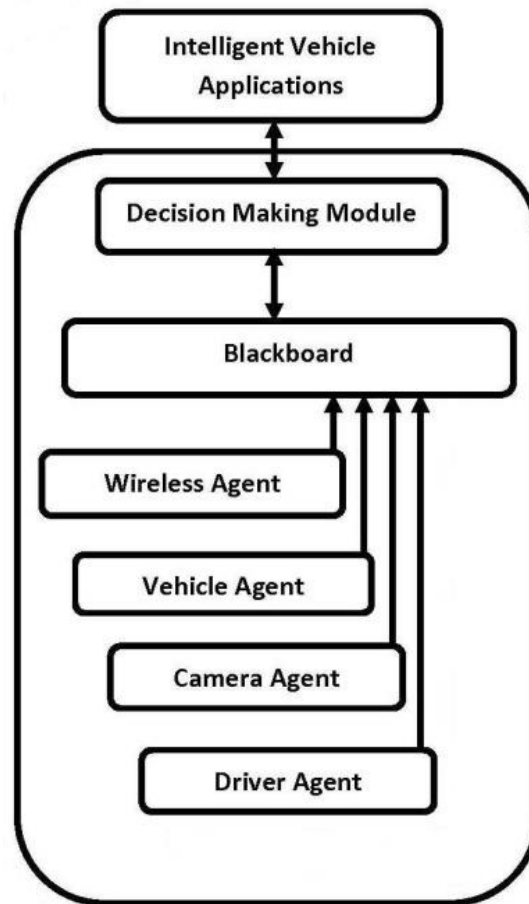 Intelligent Vehicle
Applications
Decision Making Module
Blackboard
Wireless Agent
Vehicle Agent
Camera Agent
Driver Agent